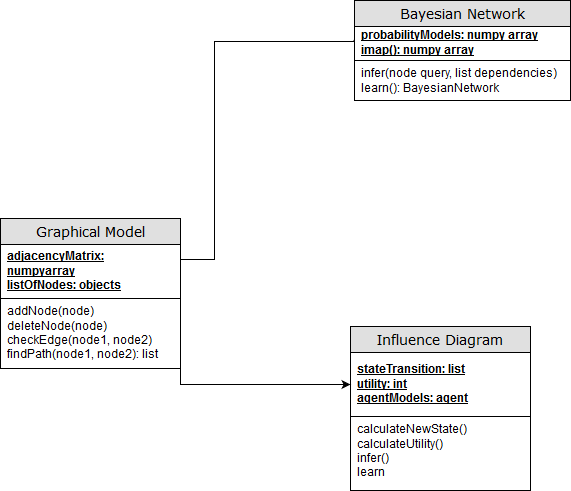 Bayesian Network
probabilityModels: numpy array
imap(): numpy array
infer(node query, list dependencies)
learn(): BayesianNetwork
Graphical Model
adjacencyMatrix:
numpyarray
listOfNodes: objects
addNode(node)
deleteNode(node)
checkEdge(node1, node2)
findPath(node1, node2): list
Influence Diagram
stateTransition: list
utility: int
agentModels: agent
calculateNewState()
calculateUtility()
infer()
learn